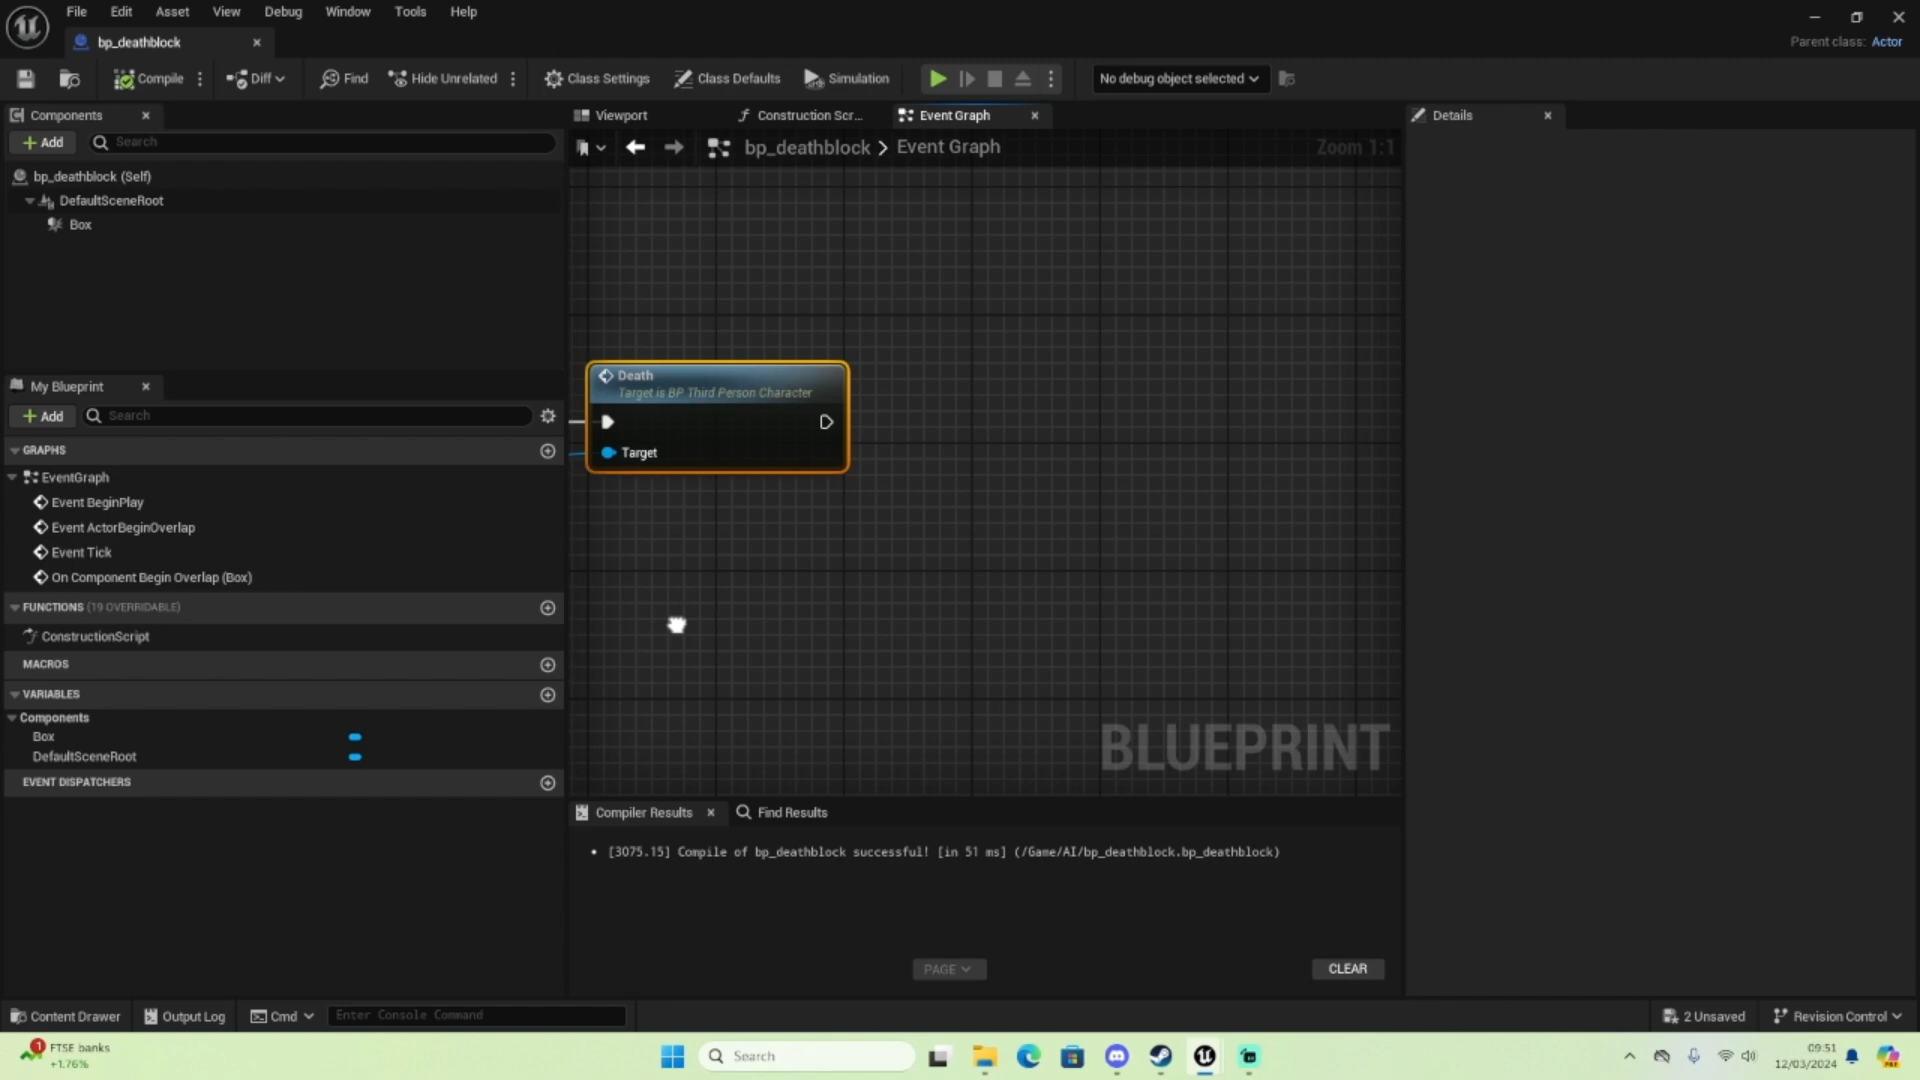 File Edit Asset View Debug Window Tools Help
bp_deathblock
Parent class: Actor
Compile Diff Find Hide Unrelated Class Settings Class Defaults Simulation No debug object selected
Components
Add Search
bp_deathblock (Self)
DefaultSceneRoot
Box
Viewport Construction Scr... Event Graph
bp_deathblock > Event Graph Zoom 1:1
Details
Death
Target is BP Third Person Character
Target
BLUEPRINT
My Blueprint
Add Search
GRAPHS
EventGraph
Event BeginPlay
Event ActorBeginOverlap
Event Tick
On Component Begin Overlap (Box)
FUNCTIONS (19 OVERRIDABLE)
ConstructionScript
MACROS
VARIABLES
Components
Box
DefaultSceneRoot
EVENT DISPATCHERS
Compiler Results Find Results
• [3075.15] Compile of bp_deathblock successful! [in 51 ms] (/Game/AI/bp_deathblock.bp_deathblock)
PAGE CLEAR
Content Drawer Output Log Cmd Enter Console Command 2 Unsaved Revision Control
1 FTSE banks
+1.76%
Search
09:51
12/03/2024